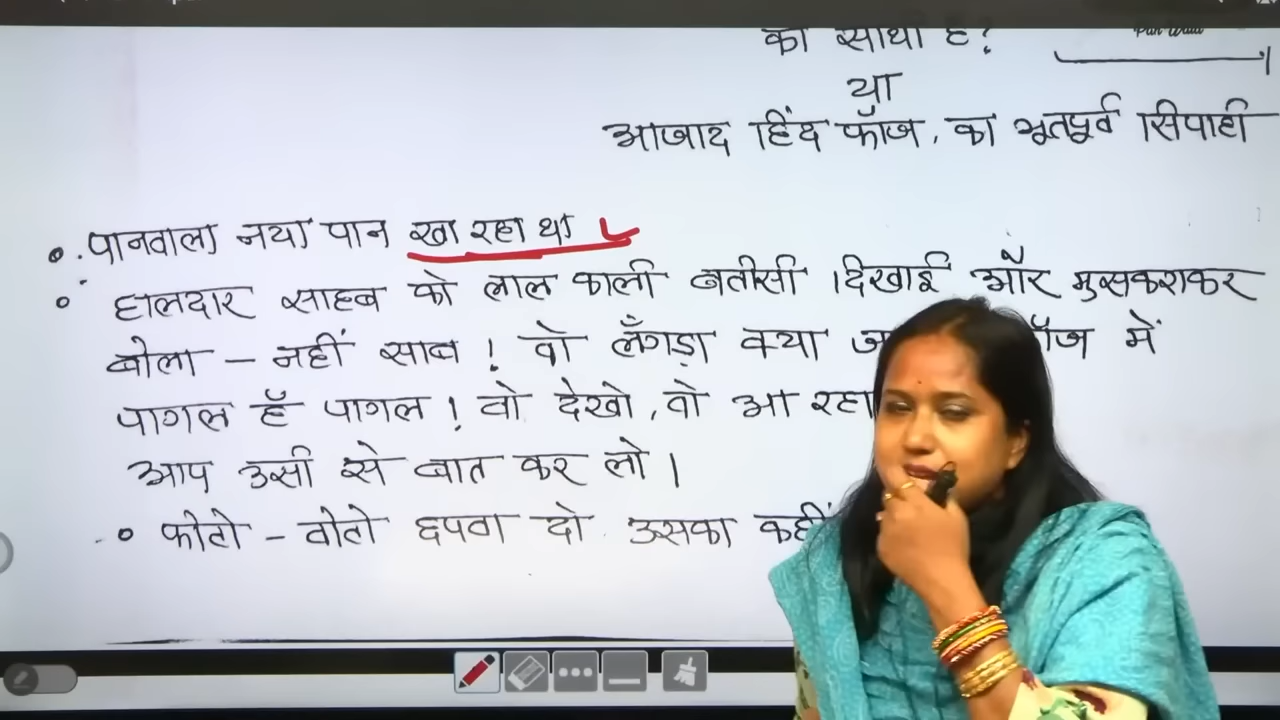 का साथी है?
या
आजाद हिंद फौज, का भूतपूर्व सिपाही
• पानवाला नया पान खा रहा था
• हालदार साहब को लाल काली बतीसी दिखाई और मुसकराकर
बोला – नहीं साब! वो लँगड़ा क्या में
पागल है पागल! वो देखो, वो आ रहा
आप उसी से बात कर लो।
• फोटो – वोटो छपवा दो उसका